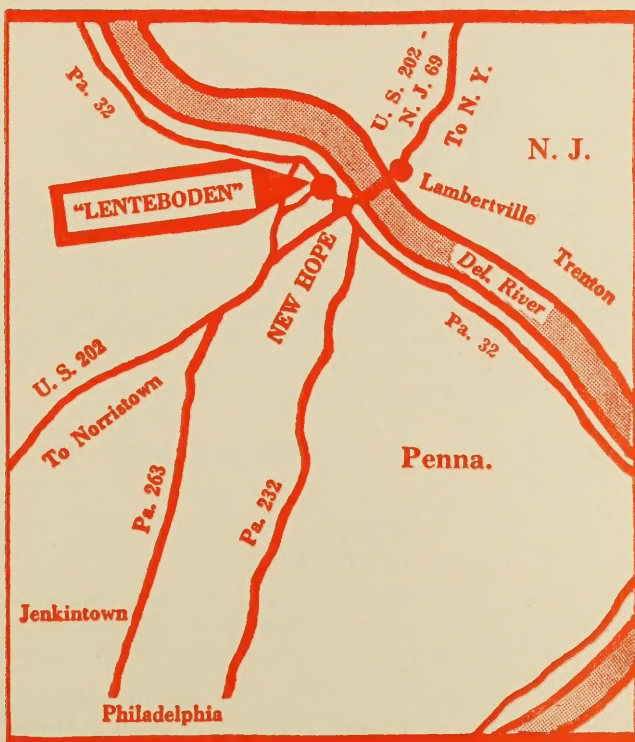 Pa. 32
U. S. 202 -
N. J. 69
To N. Y.
N. J.
"LENTEBODEN"
Lambertville
NEW HOPE
Del. River
Trenton
Pa. 32
U. S. 202
To Norristown
Penna.
Pa. 263
Pa. 232
Jenkintown
Philadelphia